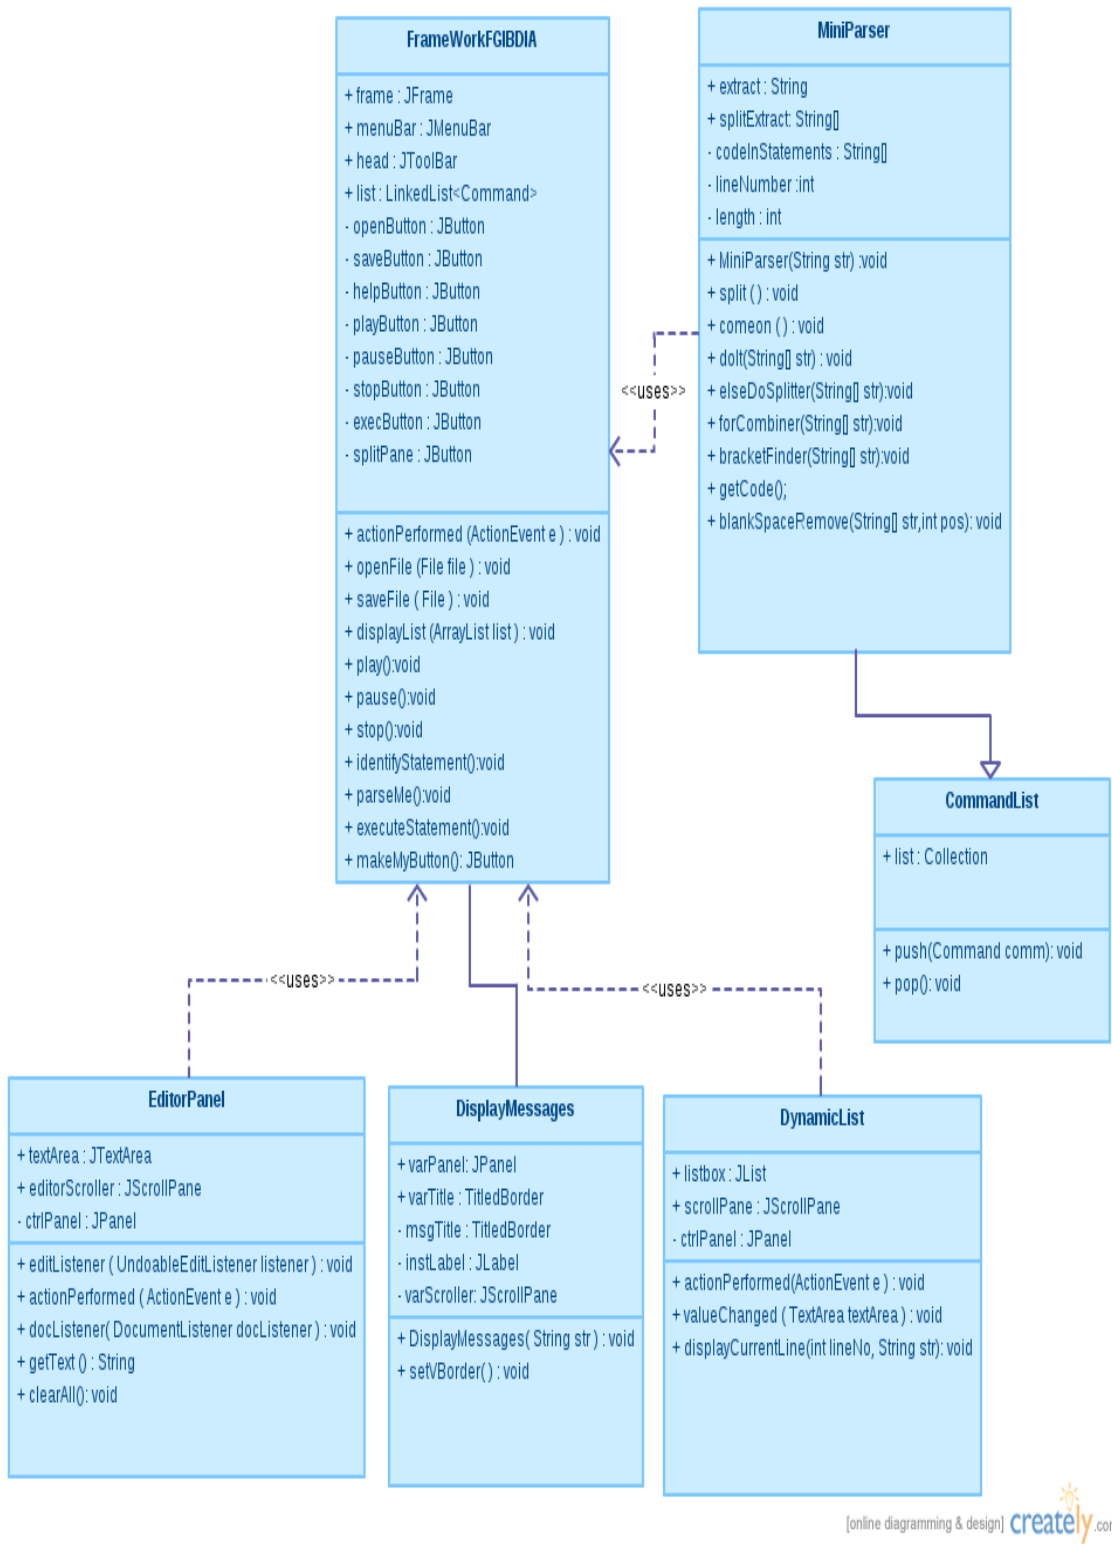 FrameWorkFGIBDIA
+ frame : JFrame
+ menuBar : JMenuBar
+ head : JToolBar
+ list : LinkedList<Command>
- openButton : JButton
- saveButton : JButton
- helpButton : JButton
- playButton : JButton
- pauseButton : JButton
- stopButton : JButton
- execButton : JButton
- splitPane : JButton
+ actionPerformed (ActionEvent e ) : void
+ openFile (File file ) : void
+ saveFile ( File ) : void
+ displayList (ArrayList list ) : void
+ play():void
+ pause():void
+ stop():void
+ identifyStatement():void
+ parseMe():void
+ executeStatement():void
+ makeMyButton(): JButton
<<uses>>
MiniParser
+ extract : String
+ splitExtract: String[]
- codeInStatements : String[]
- lineNumber :int
- length : int
+ MiniParser(String str) :void
+ split ( ) : void
+ comeon ( ) : void
+ doIt(String[] str) : void
+ elseDoSplitter(String[] str):void
+ forCombiner(String[] str):void
+ bracketFinder(String[] str):void
+ getCode();
+ blankSpaceRemove(String[] str,int pos): void
CommandList
+ list : Collection
+ push(Command comm): void
+ pop(): void
<<uses>>
<<uses>>
EditorPanel
+ textArea : JTextArea
+ editorScroller : JScrollPane
- ctrlPanel : JPanel
+ editListener ( UndoableEditListener listener ) : void
+ actionPerformed ( ActionEvent e ) : void
+ docListener( DocumentListener docListener ) : void
+ getText () : String
+ clearAll(): void
DisplayMessages
+ varPanel: JPanel
+ varTitle : TitledBorder
- msgTitle : TitledBorder
- instLabel : JLabel
- varScroller: JScrollPane
+ DisplayMessages( String str ) : void
+ setVBorder( ) : void
DynamicList
+ listbox : JList
+ scrollPane : JScrollPane
- ctrlPanel : JPanel
+ actionPerformed(ActionEvent e ) : void
+ valueChanged ( TextArea textArea ) : void
+ displayCurrentLine(int lineNo, String str): void
[online diagramming & design] creately.com